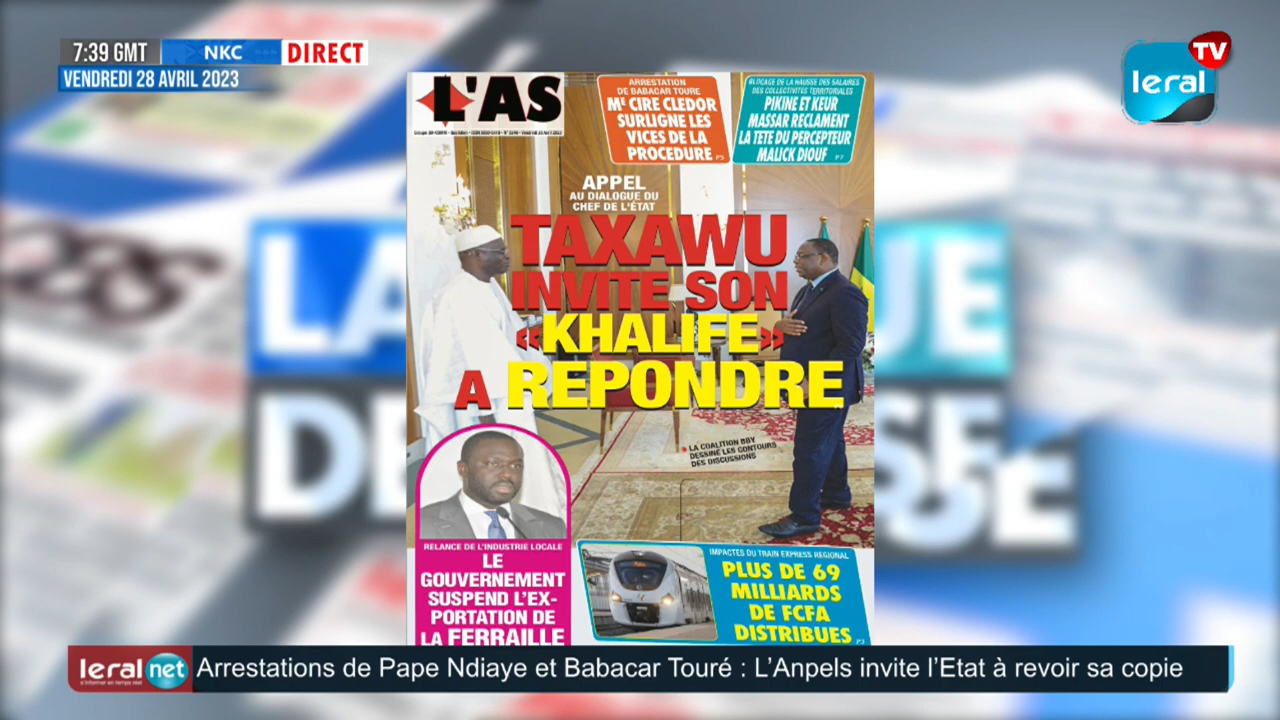 7:39 GMT
NKC
DIRECT
VENDREDI 28 AVRIL 2023
leral TV
L'AS
ARRESTATION
DE BABACAR TOURE
Mᵉ CIRE CLEDOR
SURLIGNE LES
VICES DE LA
PROCEDURE P5
BLOCAGE DE LA HAUSSE DES SALAIRES
DES COLLECTIVITES TERRITORIALES
PIKINE ET KEUR
MASSAR RECLAMENT
LA TETE DU PERCEPTEUR
MALICK DIOUF P.7
APPEL
AU DIALOGUE DU
CHEF DE L'ÉTAT
TAXAWU
INVITE SON
«KHALIFE»
A REPONDRE
LA COALITION BBY
DESSINE LES CONTOURS
DES DISCUSSIONS
RELANCE DE L'INDUSTRIE LOCALE
LE
GOUVERNEMENT
SUSPEND L'EX-
PORTATION DE
LA FERRAILLE
IMPACTES DU TRAIN EXPRESS REGIONAL
PLUS DE 69
MILLIARDS
DE FCFA
DISTRIBUES
leral net
Arrestations de Pape Ndiaye et Babacar Touré : L'Anpels invite l'Etat à revoir sa copie